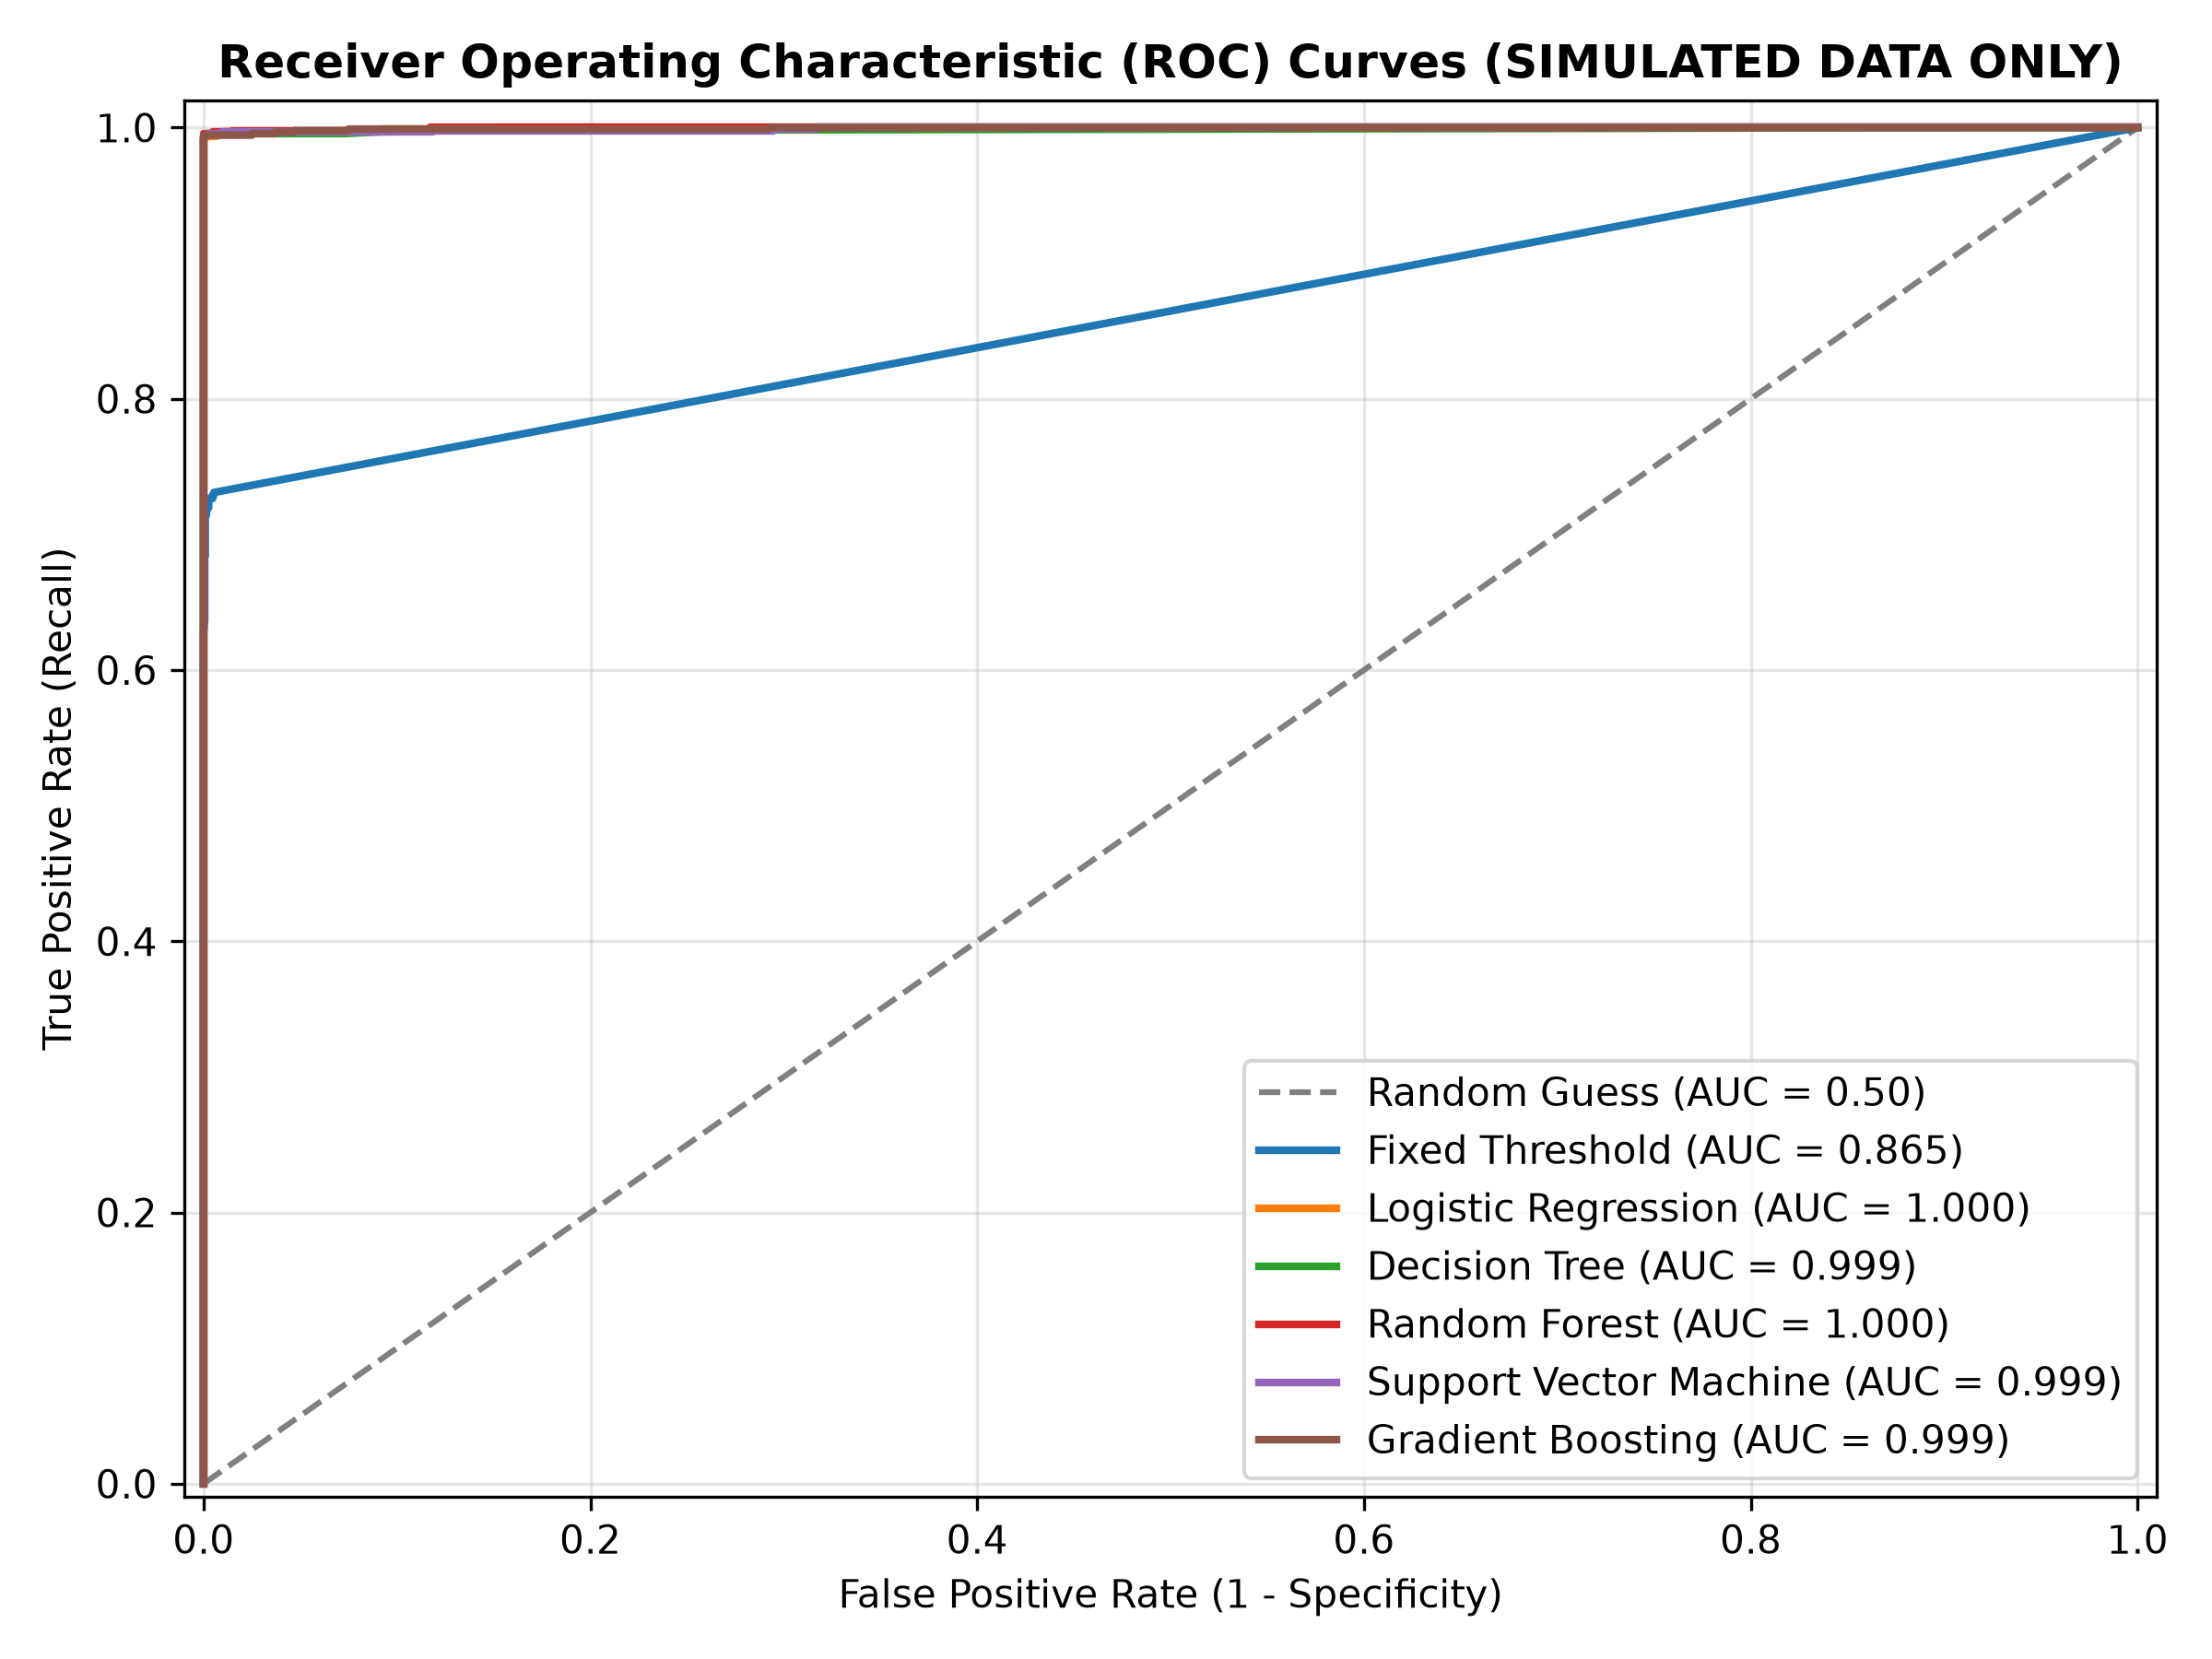 Receiver Operating Characteristic (ROC) Curves (SIMULATED DATA ONLY)
True Positive Rate (Recall)
1.0
0.8
0.6
0.4
0.2
0.0
Random Guess (AUC = 0.50)
Fixed Threshold (AUC = 0.865)
Logistic Regression (AUC = 1.000)
Decision Tree (AUC = 0.999)
Random Forest (AUC = 1.000)
Support Vector Machine (AUC = 0.999)
Gradient Boosting (AUC = 0.999)
0.0 0.2 0.4 0.6 0.8 1.0
False Positive Rate (1 - Specificity)